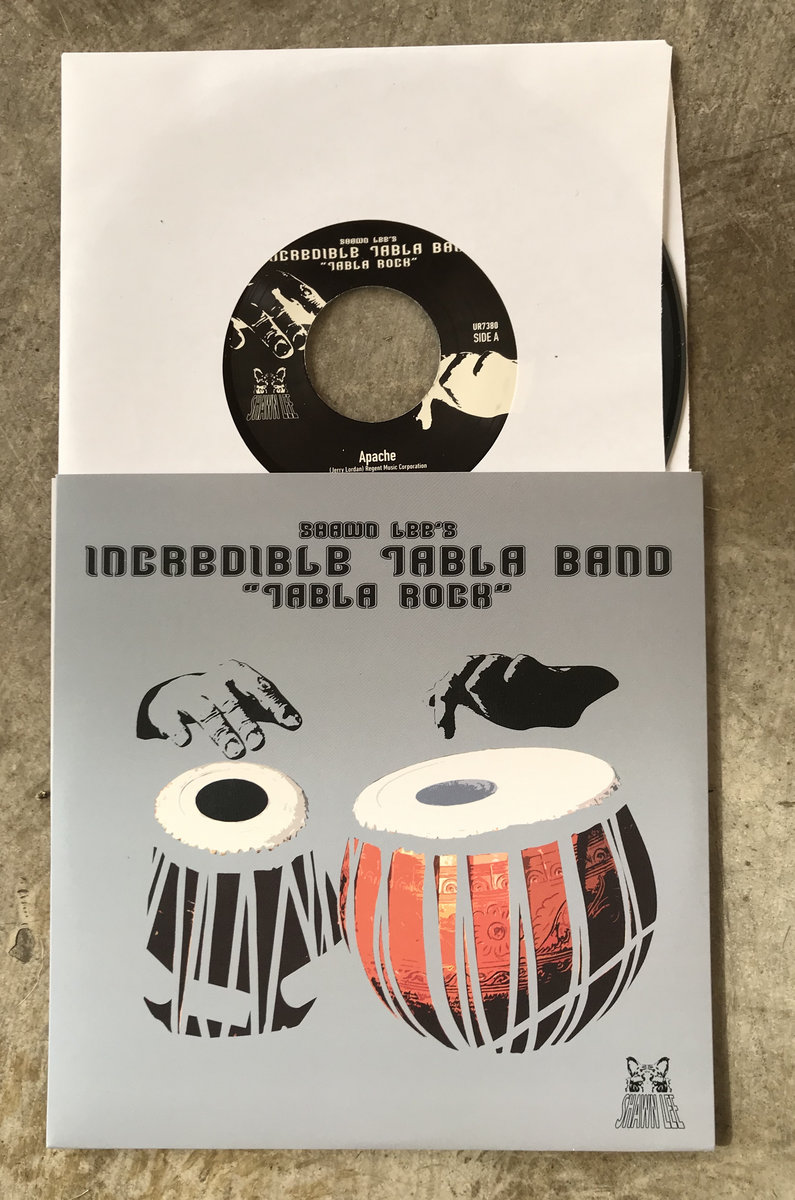 SHAWN LEE'S
INCREDIBLE TABLA BAN
"TABLA ROCK"
UR7380
SIDE A
SHAWN LEE
Apache
(Jerry Lordan) Regent Music Corporation
SHAWN LEE'S
INCREDIBLE TABLA BAND
"TABLA ROCK"
SHAWN LEE